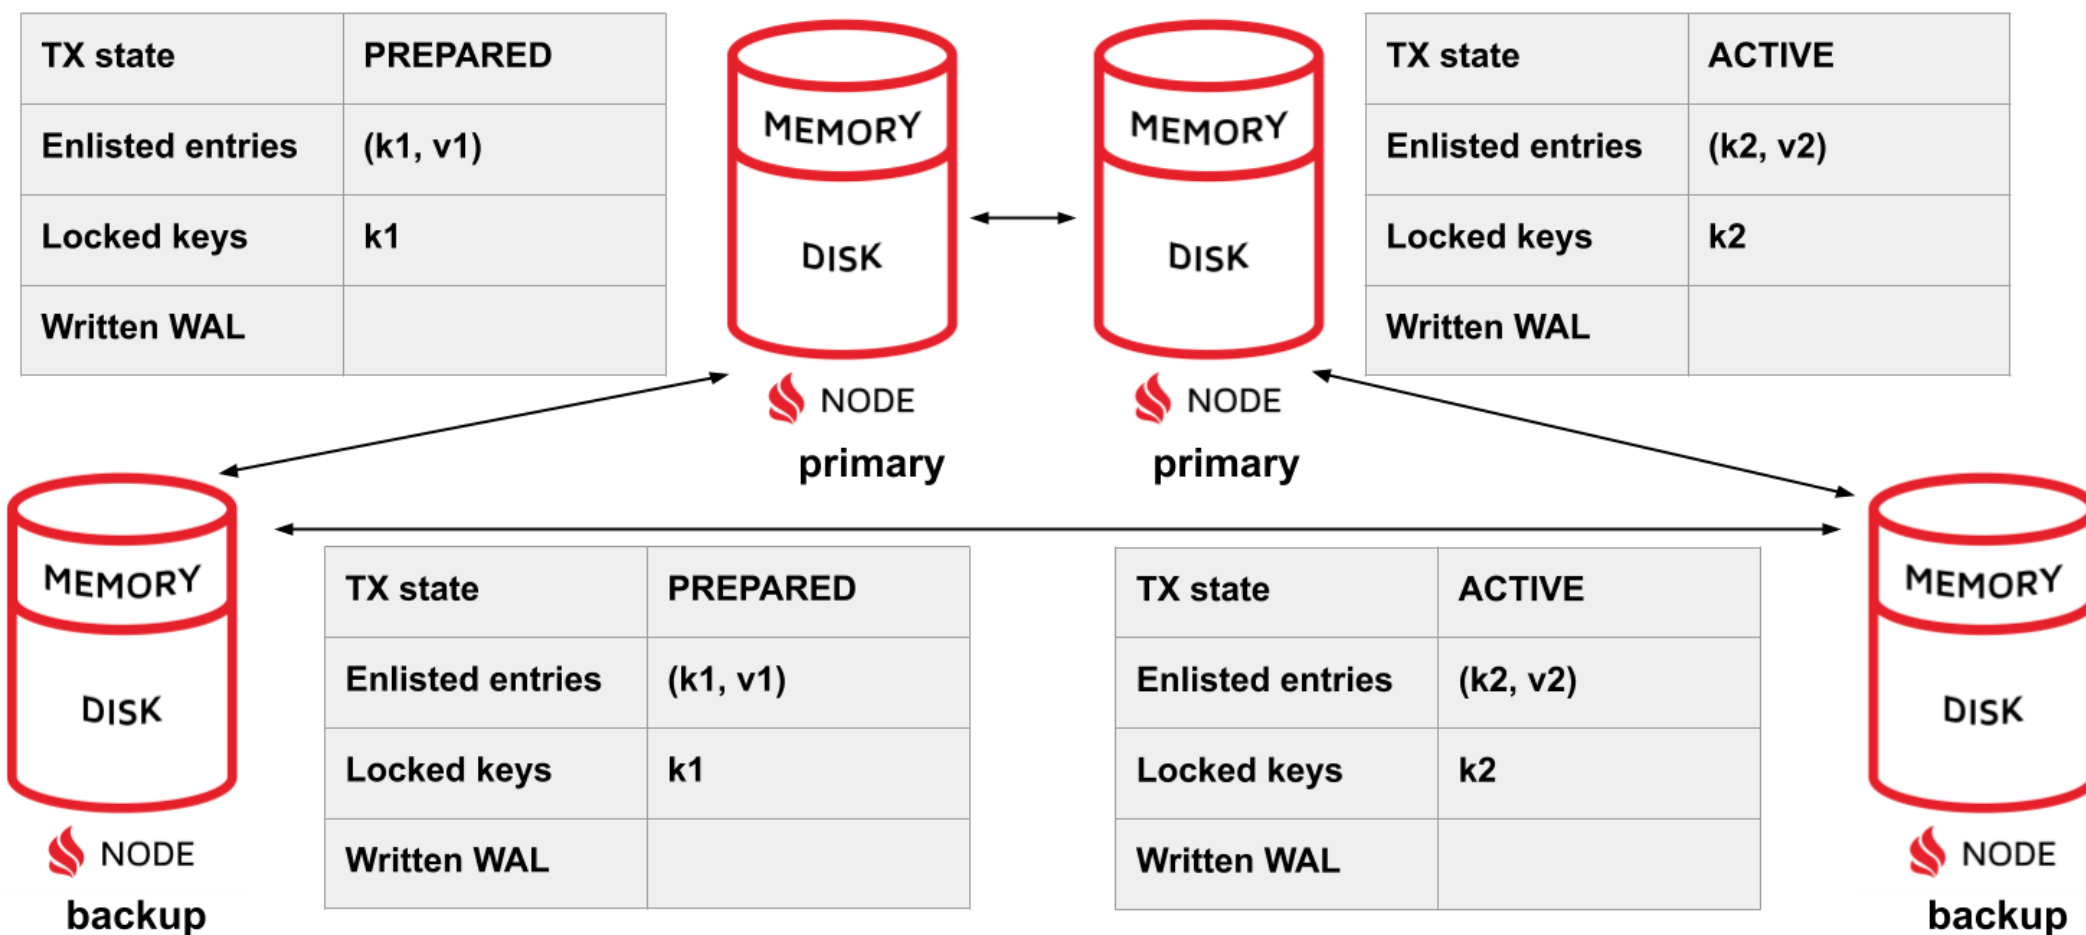 TX state PREPARED
Enlisted entries (k1, v1)
Locked keys k1
Written WAL
MEMORY
DISK
NODE
primary
MEMORY
DISK
NODE
primary
TX state ACTIVE
Enlisted entries (k2, v2)
Locked keys k2
Written WAL
MEMORY
DISK
NODE
backup
TX state PREPARED
Enlisted entries (k1, v1)
Locked keys k1
Written WAL
TX state ACTIVE
Enlisted entries (k2, v2)
Locked keys k2
Written WAL
MEMORY
DISK
NODE
backup